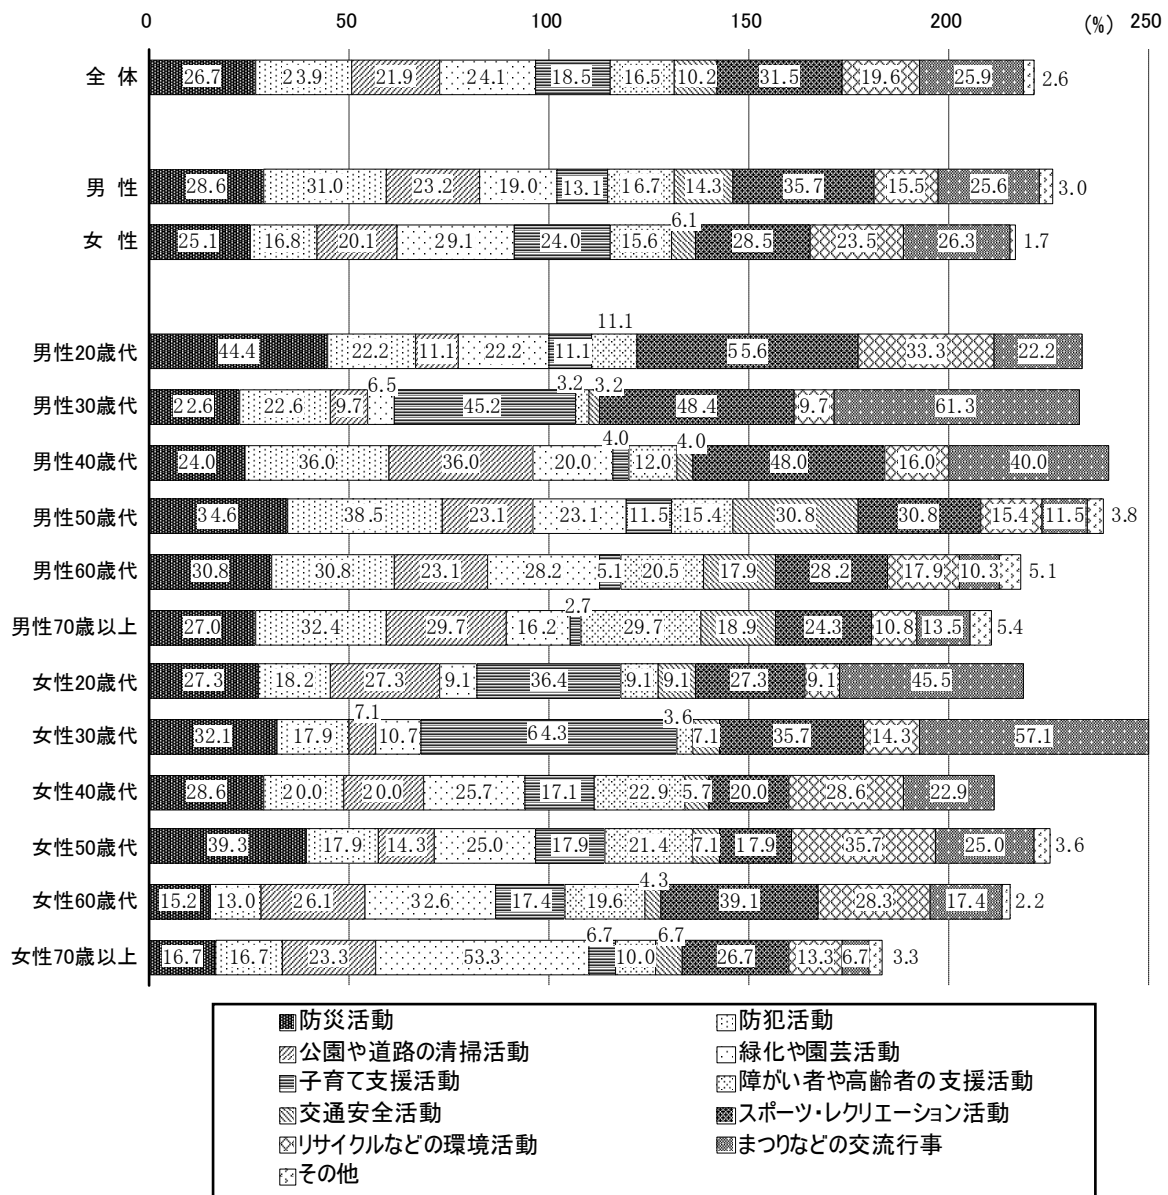 0 50 100 150 200 (%) 250
全 体 26.7 23.9 21.9 24.1 18.5 16.5 10.2 31.5 19.6 25.9 2.6
男 性 28.6 31.0 23.2 19.0 13.1 16.7 14.3 35.7 15.5 25.6 3.0
女 性 25.1 16.8 20.1 29.1 24.0 15.6 6.1 28.5 23.5 26.3 1.7
男性20歳代 44.4 22.2 11.1 22.2 11.1 11.1 55.6 33.3 22.2
男性30歳代 22.6 22.6 9.7 6.5 45.2 3.2 3.2 48.4 9.7 61.3
男性40歳代 24.0 36.0 36.0 20.0 4.0 12.0 4.0 48.0 16.0 40.0
男性50歳代 34.6 38.5 23.1 23.1 11.5 15.4 30.8 30.8 15.4 11.5 3.8
男性60歳代 30.8 30.8 23.1 28.2 5.1 20.5 17.9 28.2 17.9 10.3 5.1
男性70歳以上 27.0 32.4 29.7 16.2 2.7 29.7 18.9 24.3 10.8 13.5 5.4
女性20歳代 27.3 18.2 27.3 9.1 36.4 9.1 9.1 27.3 9.1 45.5
女性30歳代 32.1 17.9 7.1 10.7 64.3 3.6 7.1 35.7 14.3 57.1
女性40歳代 28.6 20.0 20.0 25.7 17.1 22.9 5.7 20.0 28.6 22.9
女性50歳代 39.3 17.9 14.3 25.0 17.9 21.4 7.1 17.9 35.7 25.0 3.6
女性60歳代 15.2 13.0 26.1 32.6 17.4 19.6 4.3 39.1 28.3 17.4 2.2
女性70歳以上 16.7 16.7 23.3 53.3 6.7 10.0 6.7 26.7 13.3 6.7 3.3
防災活動 防犯活動
公園や道路の清掃活動 緑化や園芸活動
子育て支援活動 障がい者や高齢者の支援活動
交通安全活動 スポーツ・レクリエーション活動
リサイクルなどの環境活動 まつりなどの交流行事
その他